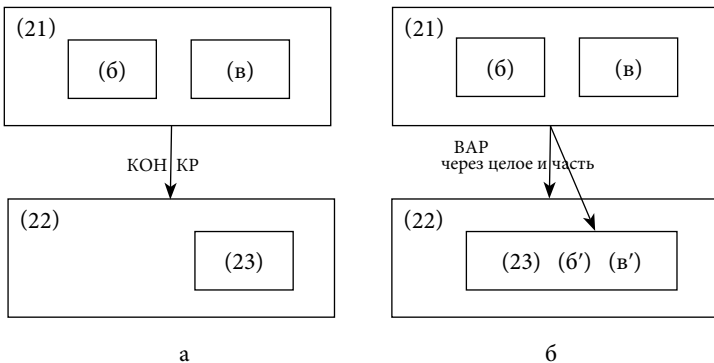 (21)
(б) (в)
КОН КР
(22)
(23)
а
(21)
(б) (в)
ВАР
через целое и часть
(22)
(23) (б′) (в′)
б